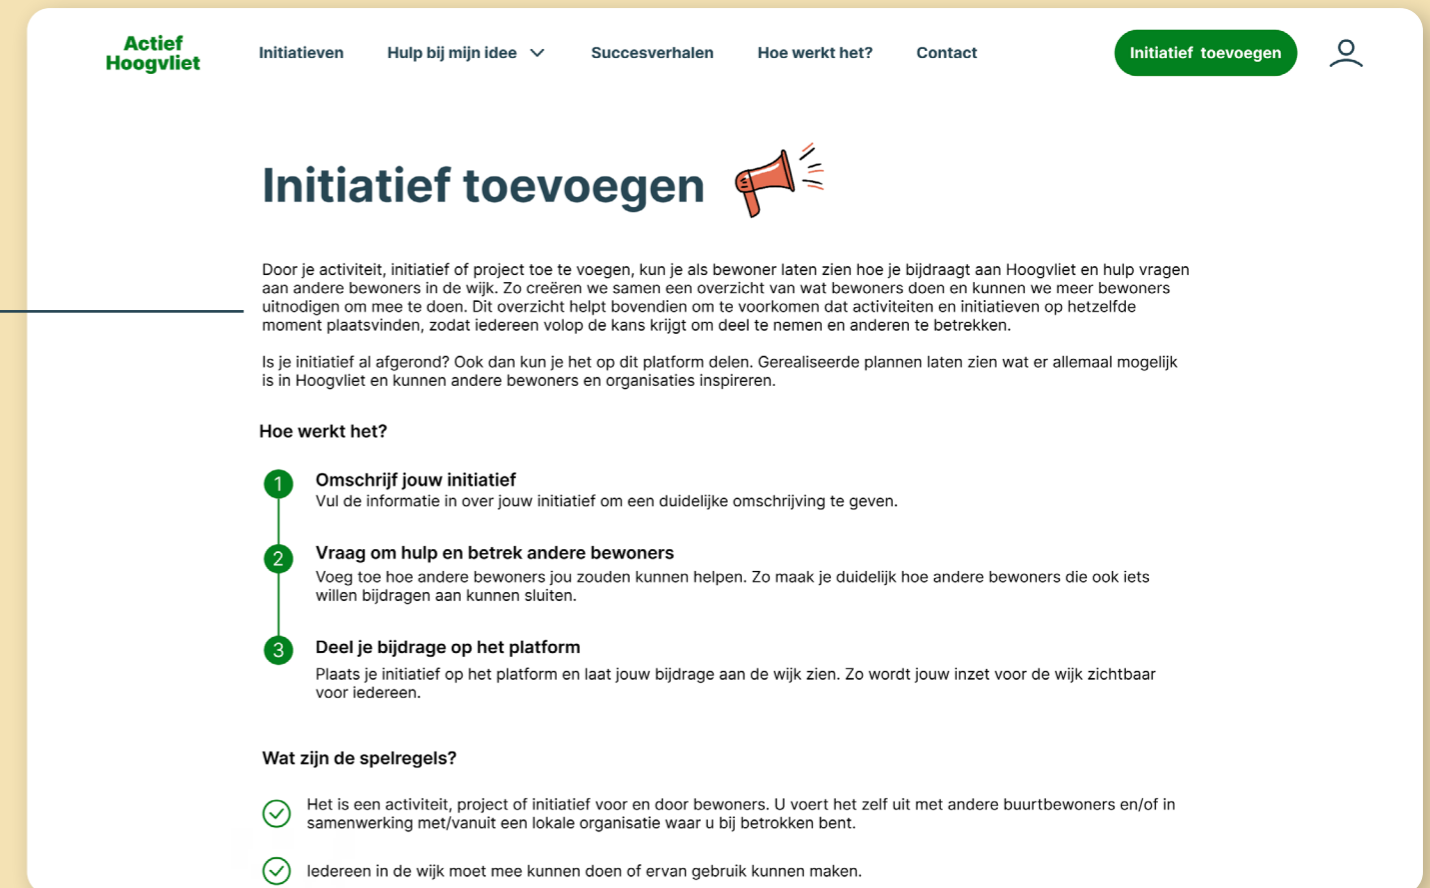 Actief
Hoogvliet
Initiatieven
Hulp bij mijn idee
Succesverhalen
Hoe werkt het?
Contact
Initiatief toevoegen
Initiatief toevoegen
Door je activiteit, initiatief of project toe te voegen, kun je als bewoner laten zien hoe je bijdraagt aan Hoogvliet en hulp vragen
aan andere bewoners in de wijk. Zo creëren we samen een overzicht van wat bewoners doen en kunnen we meer bewoners
uitnodigen om mee te doen. Dit overzicht helpt bovendien om te voorkomen dat activiteiten en initiatieven op hetzelfde
moment plaatsvinden, zodat iedereen volop de kans krijgt om deel te nemen en anderen te betrekken.
Is je initiatief al afgerond? Ook dan kun je het op dit platform delen. Gerealiseerde plannen laten zien wat er allemaal mogelijk
is in Hoogvliet en kunnen andere bewoners en organisaties inspireren.
Hoe werkt het?
1
Omschrijf jouw initiatief
Vul de informatie in over jouw initiatief om een duidelijke omschrijving te geven.
2
Vraag om hulp en betrek andere bewoners
Voeg toe hoe andere bewoners jou zouden kunnen helpen. Zo maak je duidelijk hoe andere bewoners die ook iets
willen bijdragen aan kunnen sluiten.
3
Deel je bijdrage op het platform
Plaats je initiatief op het platform en laat jouw bijdrage aan de wijk zien. Zo wordt jouw inzet voor de wijk zichtbaar
voor iedereen.
Wat zijn de spelregels?
Het is een activiteit, project of initiatief voor en door bewoners. U voert het zelf uit met andere buurtbewoners en/of in
samenwerking met/vanuit een lokale organisatie waar u bij betrokken bent.
Iedereen in de wijk moet mee kunnen doen of ervan gebruik kunnen maken.